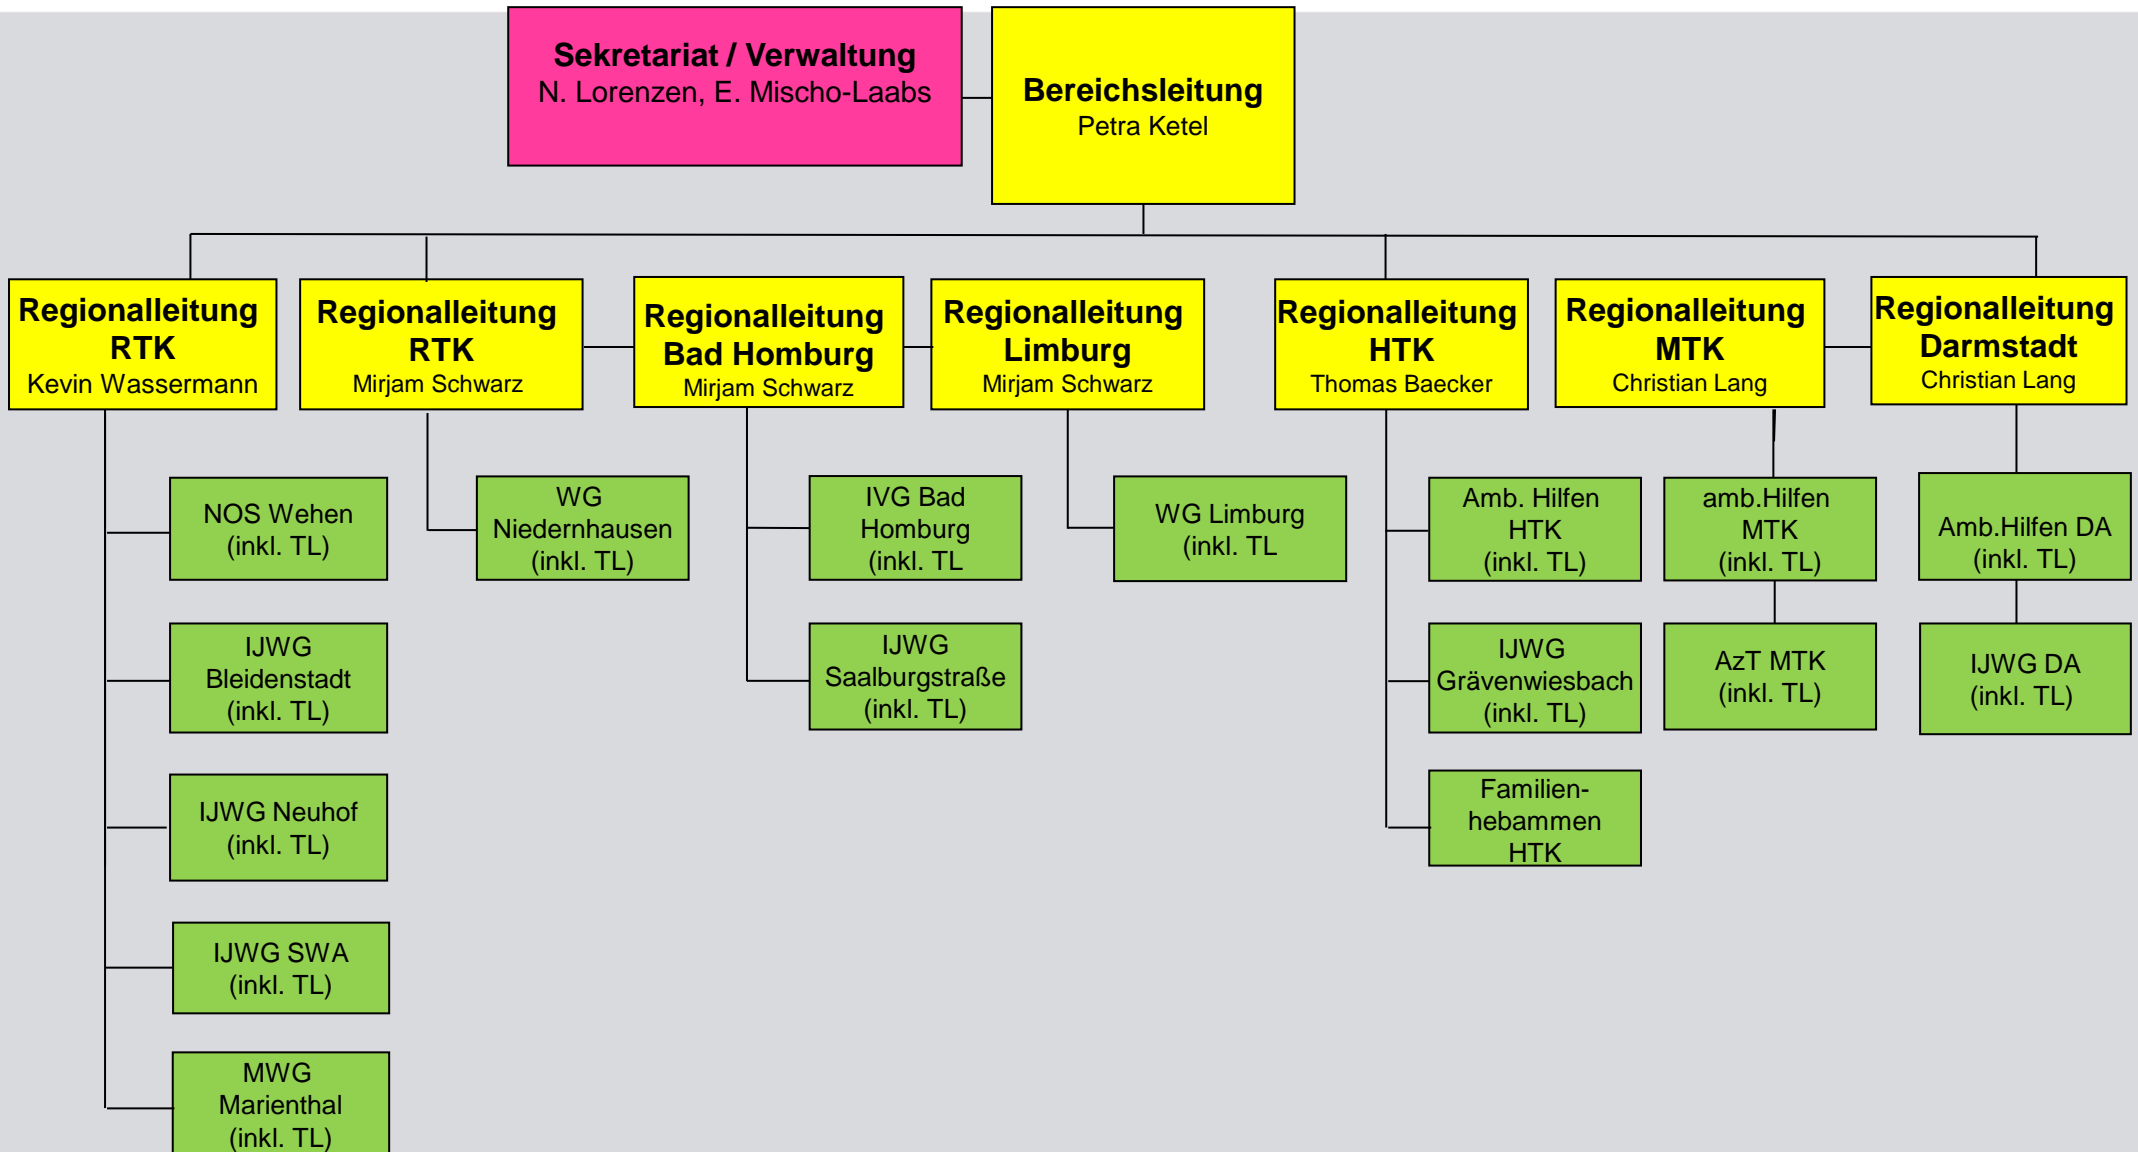 Sekretariat / Verwaltung
N. Lorenzen, E. Mischo-Laabs
Bereichsleitung
Petra Ketel
Regionalleitung
RTK
Kevin Wassermann
Regionalleitung
RTK
Mirjam Schwarz
Regionalleitung
Bad Homburg
Mirjam Schwarz
Regionalleitung
Limburg
Mirjam Schwarz
Regionalleitung
HTK
Thomas Baecker
Regionalleitung
MTK
Christian Lang
Regionalleitung
Darmstadt
Christian Lang
NOS Wehen
(inkl. TL)
WG
Niedernhausen
(inkl. TL)
IVG Bad
Homburg
(inkl. TL
WG Limburg
(inkl. TL
Amb. Hilfen
HTK
(inkl. TL)
amb.Hilfen
MTK
(inkl. TL)
Amb.Hilfen DA
(inkl. TL)
IJWG
Bleidenstadt
(inkl. TL)
IJWG
Saalburgstraße
(inkl. TL)
IJWG
Grävenwiesbach
(inkl. TL)
AzT MTK
(inkl. TL)
IJWG DA
(inkl. TL)
IJWG Neuhof
(inkl. TL)
Familien-
hebammen
HTK
IJWG SWA
(inkl. TL)
MWG
Marienthal
(inkl. TL)